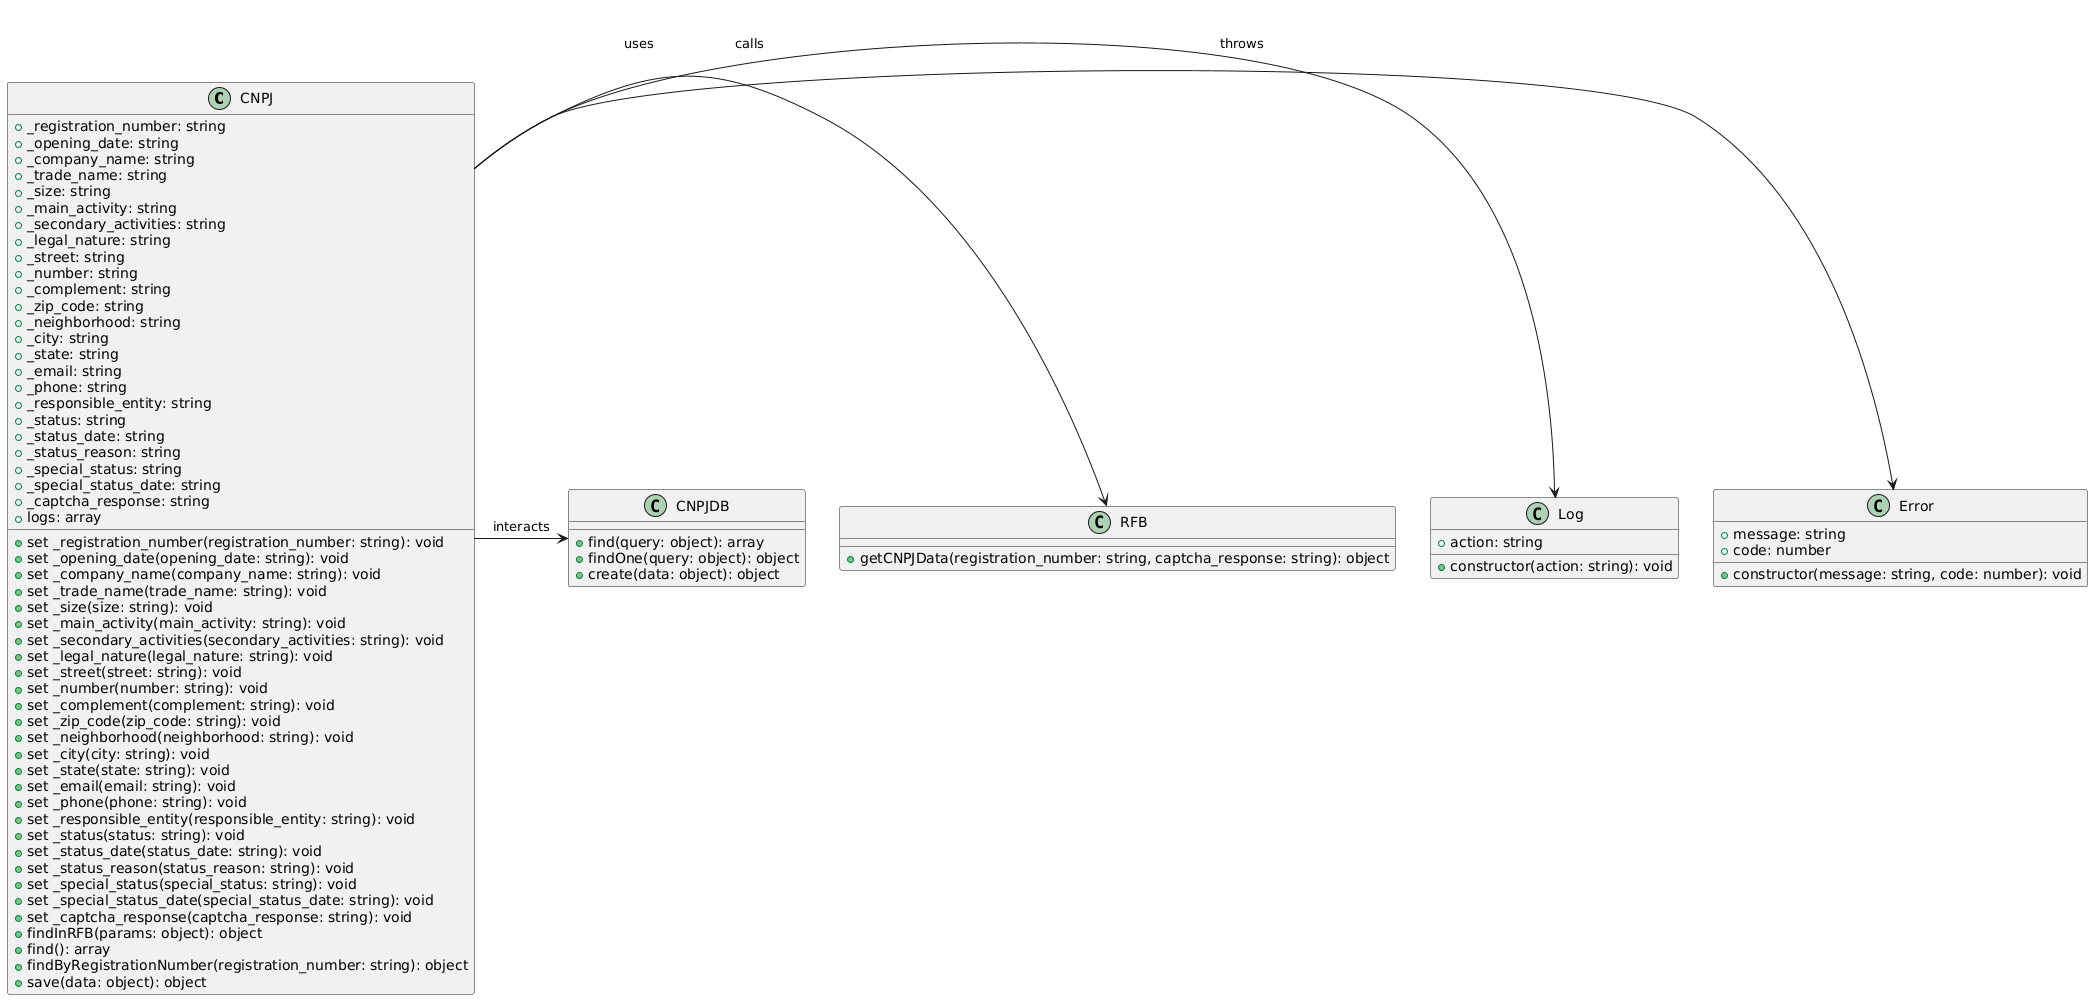 uses
calls
throws
C CNPJ
_registration_number: string
_opening_date: string
_company_name: string
_trade_name: string
_size: string
_main_activity: string
_secondary_activities: string
_legal_nature: string
_street: string
_number: string
_complement: string
_zip_code: string
_neighborhood: string
_city: string
_state: string
_email: string
_phone: string
_responsible_entity: string
_status: string
_status_date: string
_status_reason: string
_special_status: string
_special_status_date: string
_captcha_response: string
logs: array
set _registration_number(registration_number: string): void
set _opening_date(opening_date: string): void
set _company_name(company_name: string): void
set _trade_name(trade_name: string): void
set _size(size: string): void
set _main_activity(main_activity: string): void
set _secondary_activities(secondary_activities: string): void
set _legal_nature(legal_nature: string): void
set _street(street: string): void
set _number(number: string): void
set _complement(complement: string): void
set _zip_code(zip_code: string): void
set _neighborhood(neighborhood: string): void
set _city(city: string): void
set _state(state: string): void
set _email(email: string): void
set _phone(phone: string): void
set _responsible_entity(responsible_entity: string): void
set _status(status: string): void
set _status_date(status_date: string): void
set _status_reason(status_reason: string): void
set _special_status(special_status: string): void
set _special_status_date(special_status_date: string): void
set _captcha_response(captcha_response: string): void
findInRFB(params: object): object
find(): array
findByRegistrationNumber(registration_number: string): object
save(data: object): object
interacts
C CNPJDB
find(query: object): array
findOne(query: object): object
create(data: object): object
C RFB
getCNPJData(registration_number: string, captcha_response: string): object
C Log
action: string
constructor(action: string): void
C Error
message: string
code: number
constructor(message: string, code: number): void